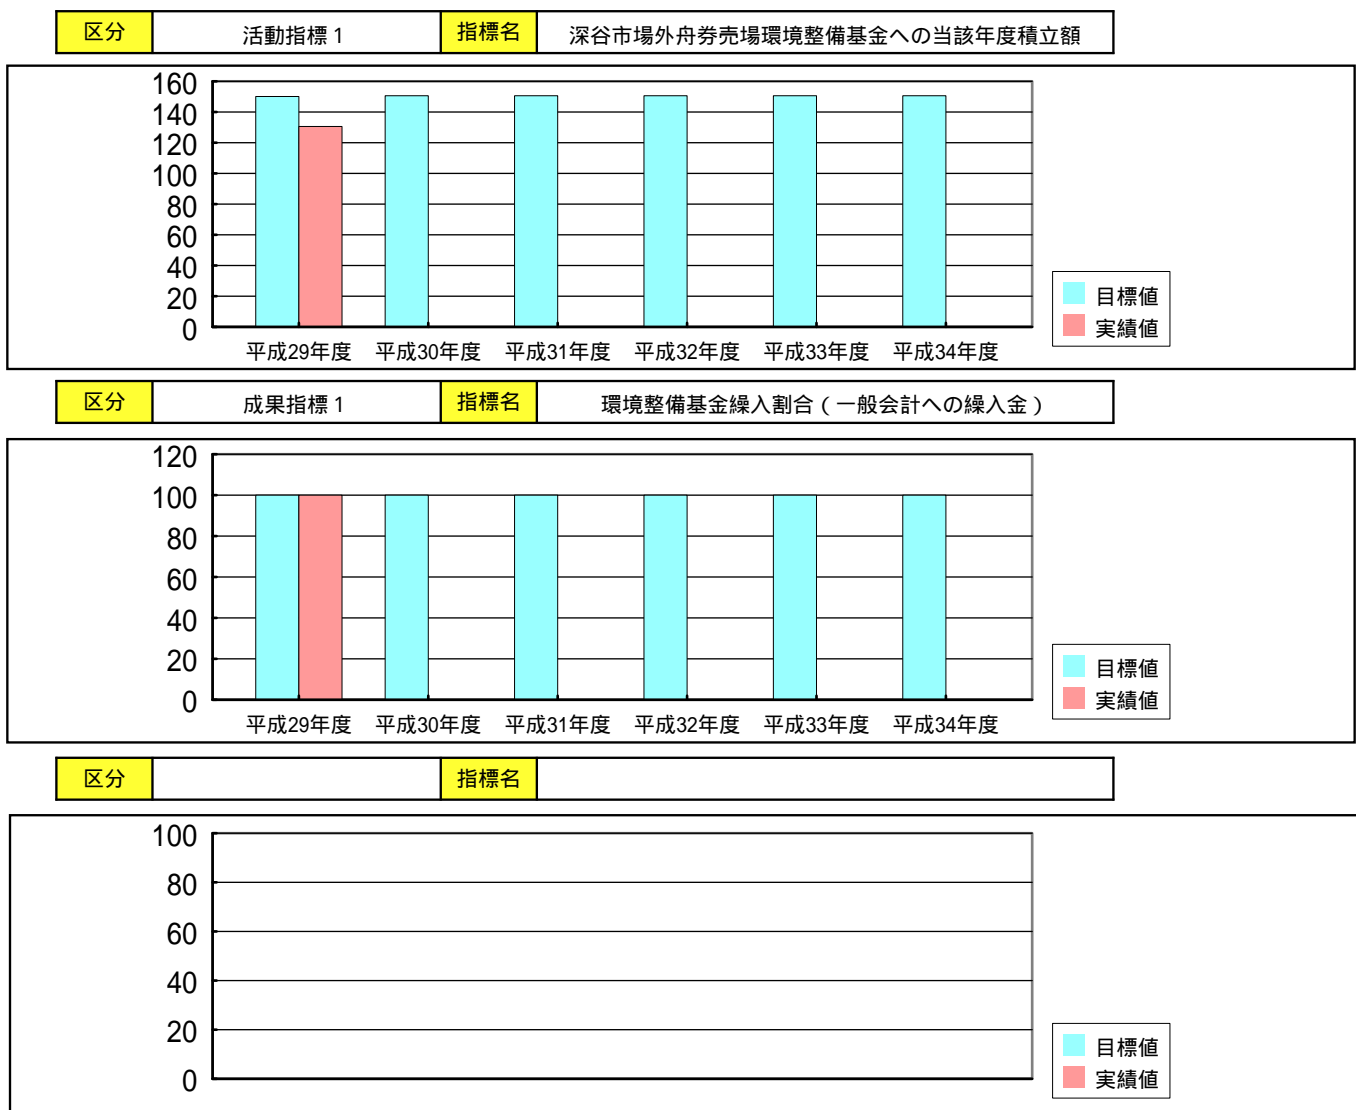 区分 活動指標１ 指標名 深谷市場外舟券売場環境整備基金への当該年度積立額
160
140
120
100
80
60
40
20
0
平成29年度 平成30年度 平成31年度 平成32年度 平成33年度 平成34年度
目標値
実績値
区分 成果指標１ 指標名 環境整備基金繰入割合（一般会計への繰入金）
120
100
80
60
40
20
0
平成29年度 平成30年度 平成31年度 平成32年度 平成33年度 平成34年度
目標値
実績値
区分 指標名
100
80
60
40
20
0
目標値
実績値